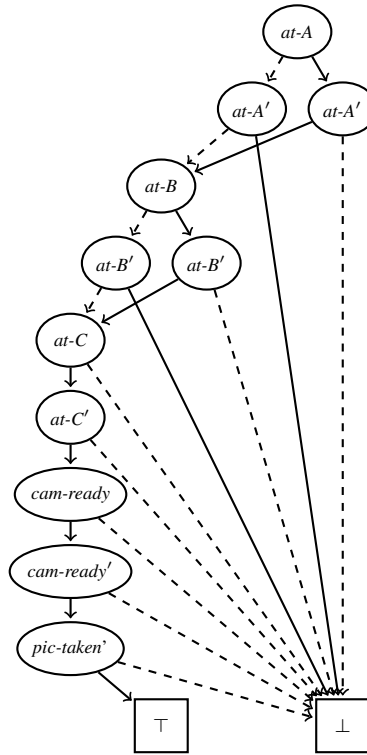 at-A
at-A′ at-A′
at-B
at-B′ at-B′
at-C
at-C′
cam-ready
cam-ready′
pic-taken’
⊤ ⊥